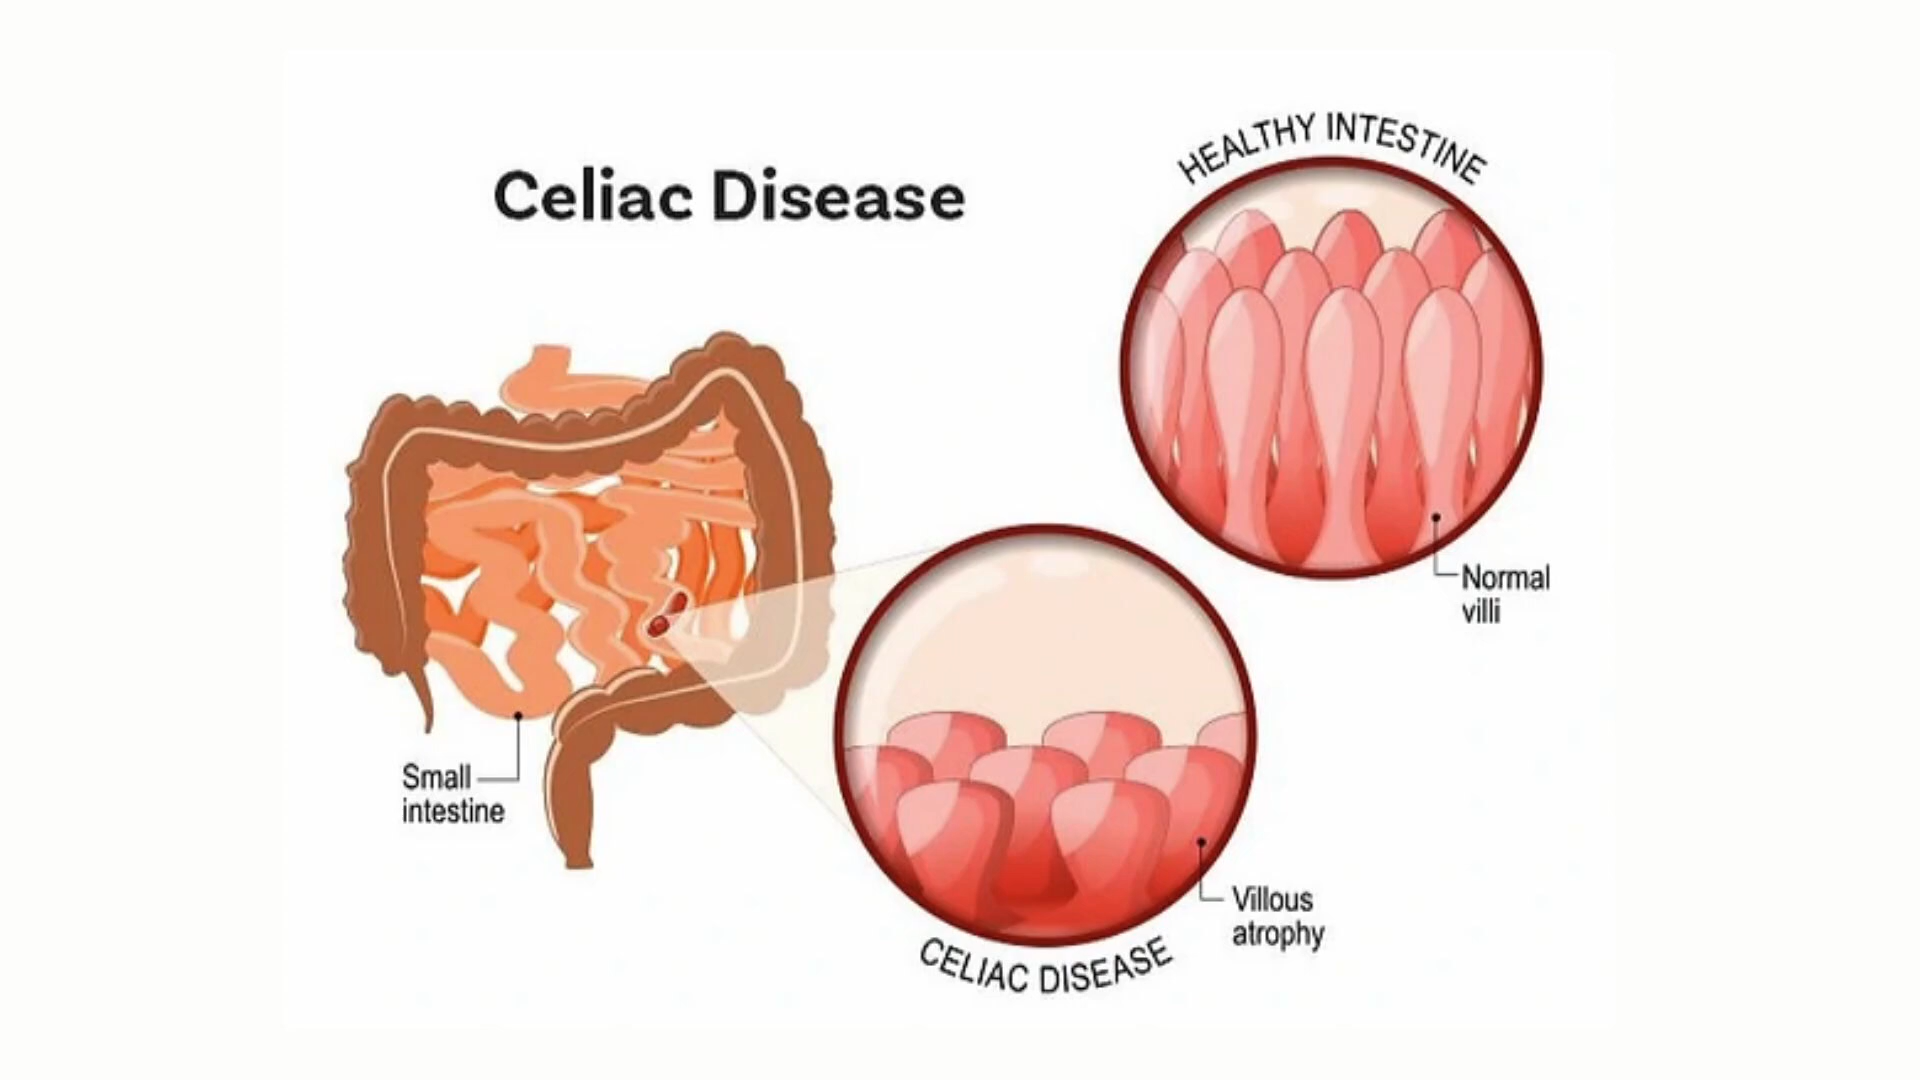 Celiac Disease
HEALTHY INTESTINE
Normal
villi
Small
intestine
Villous
atrophy
CELIAC DISEASE